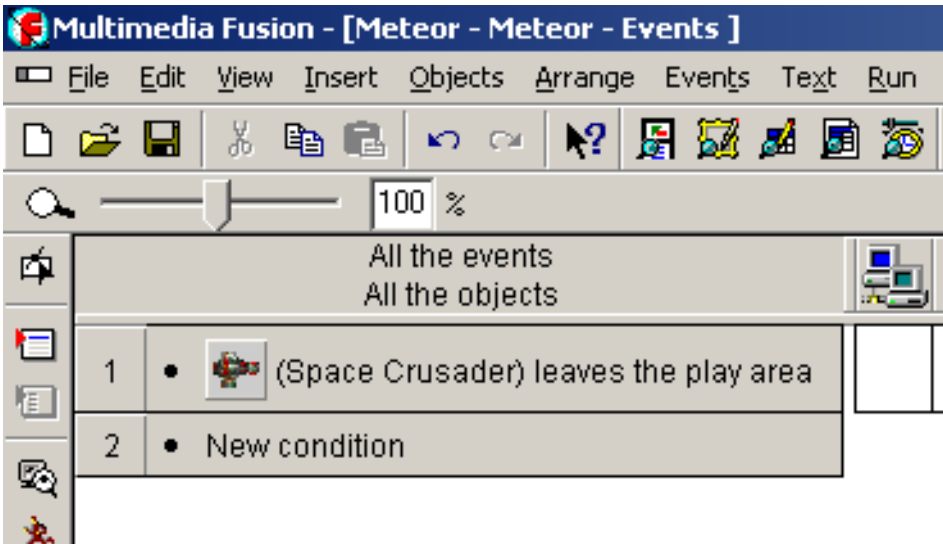 Multimedia Fusion - [Meteor - Meteor - Events ]
File Edit View Insert Objects Arrange Events Text Run
100 %
All the events
All the objects
1 • (Space Crusader) leaves the play area
2 • New condition